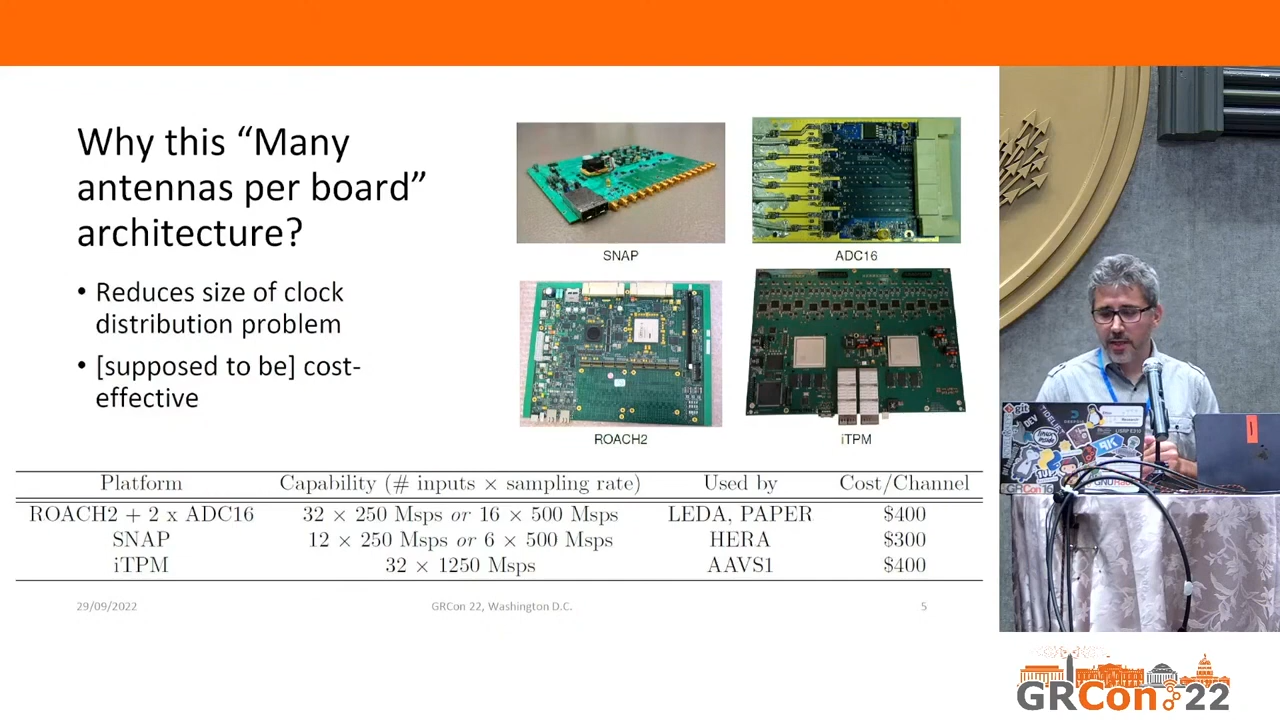 Why this “Many
antennas per board”
architecture?
• Reduces size of clock
distribution problem
• [supposed to be] cost-
effective
SNAP
ADC16
ROACH2
iTPM
Platform Capability (# inputs × sampling rate) Used by Cost/Channel
ROACH2 + 2 x ADC16 32 × 250 Msps or 16 × 500 Msps LEDA, PAPER $400
SNAP 12 × 250 Msps or 6 × 500 Msps HERA $300
iTPM 32 × 1250 Msps AAVS1 $400
29/09/2022 GRCon 22, Washington D.C. 5
git
GRCon 22